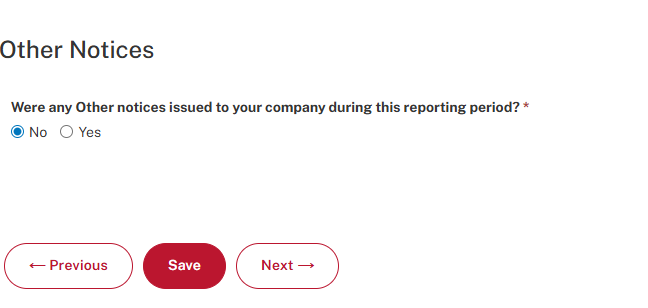 Other Notices
Were any Other notices issued to your company during this reporting period? *
No Yes
← Previous Save Next →